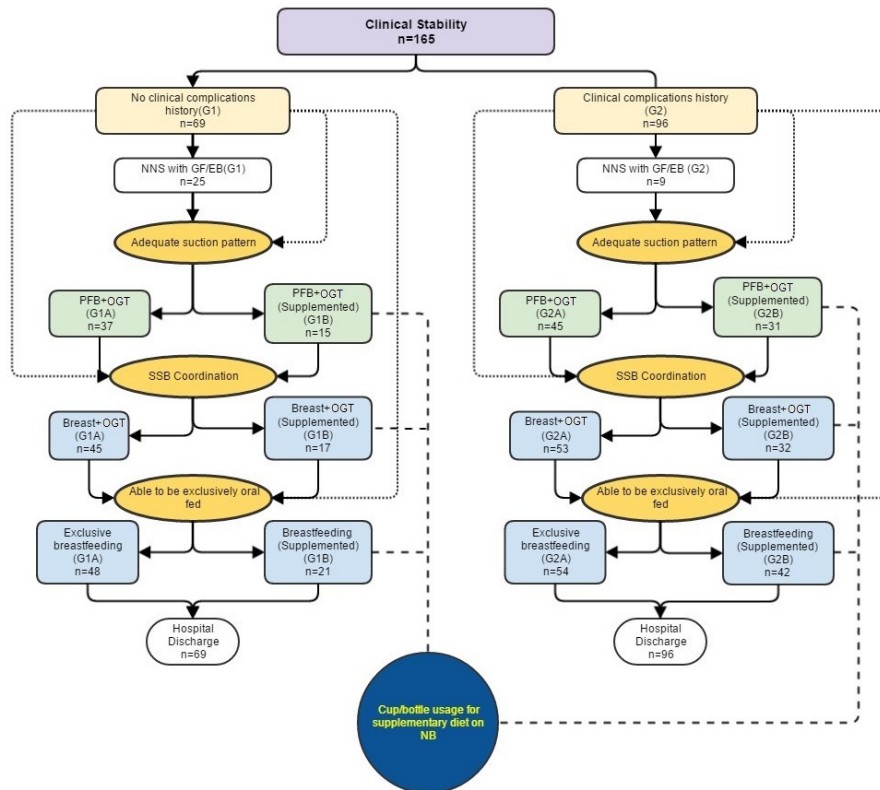 Clinical Stability
n=165
No clinical complications
history(G1)
n=69
NNS with GF/EB(G1)
n=25
Adequate suction pattern
PFB+OGT
(G1A)
n=37
PFB+OGT
(Supplemented)
(G1B)
n=15
SSB Coordination
Breast+OGT
(G1A)
n=45
Breast+OGT
(Supplemented)
(G1B)
n=17
Able to be exclusively oral
fed
Exclusive
breastfeeding
(G1A)
n=48
Breastfeeding
(Supplemented)
(G1B)
n=21
Hospital
Discharge
n=69
Clinical complications history
(G2)
n=96
NNS with GF/EB (G2)
n=9
Adequate suction pattern
PFB+OGT
(G2A)
n=45
PFB+OGT
(Supplemented)
(G2B)
n=31
SSB Coordination
Breast+OGT
(G2A)
n=53
Breast+OGT
(Supplemented)
(G2B)
n=32
Able to be exclusively oral
fed
Exclusive
breastfeeding
(G2A)
n=54
Breastfeeding
(Supplemented)
(G2B)
n=42
Hospital
Discharge
n=96
Cup/bottle usage for
supplementary diet on
NB